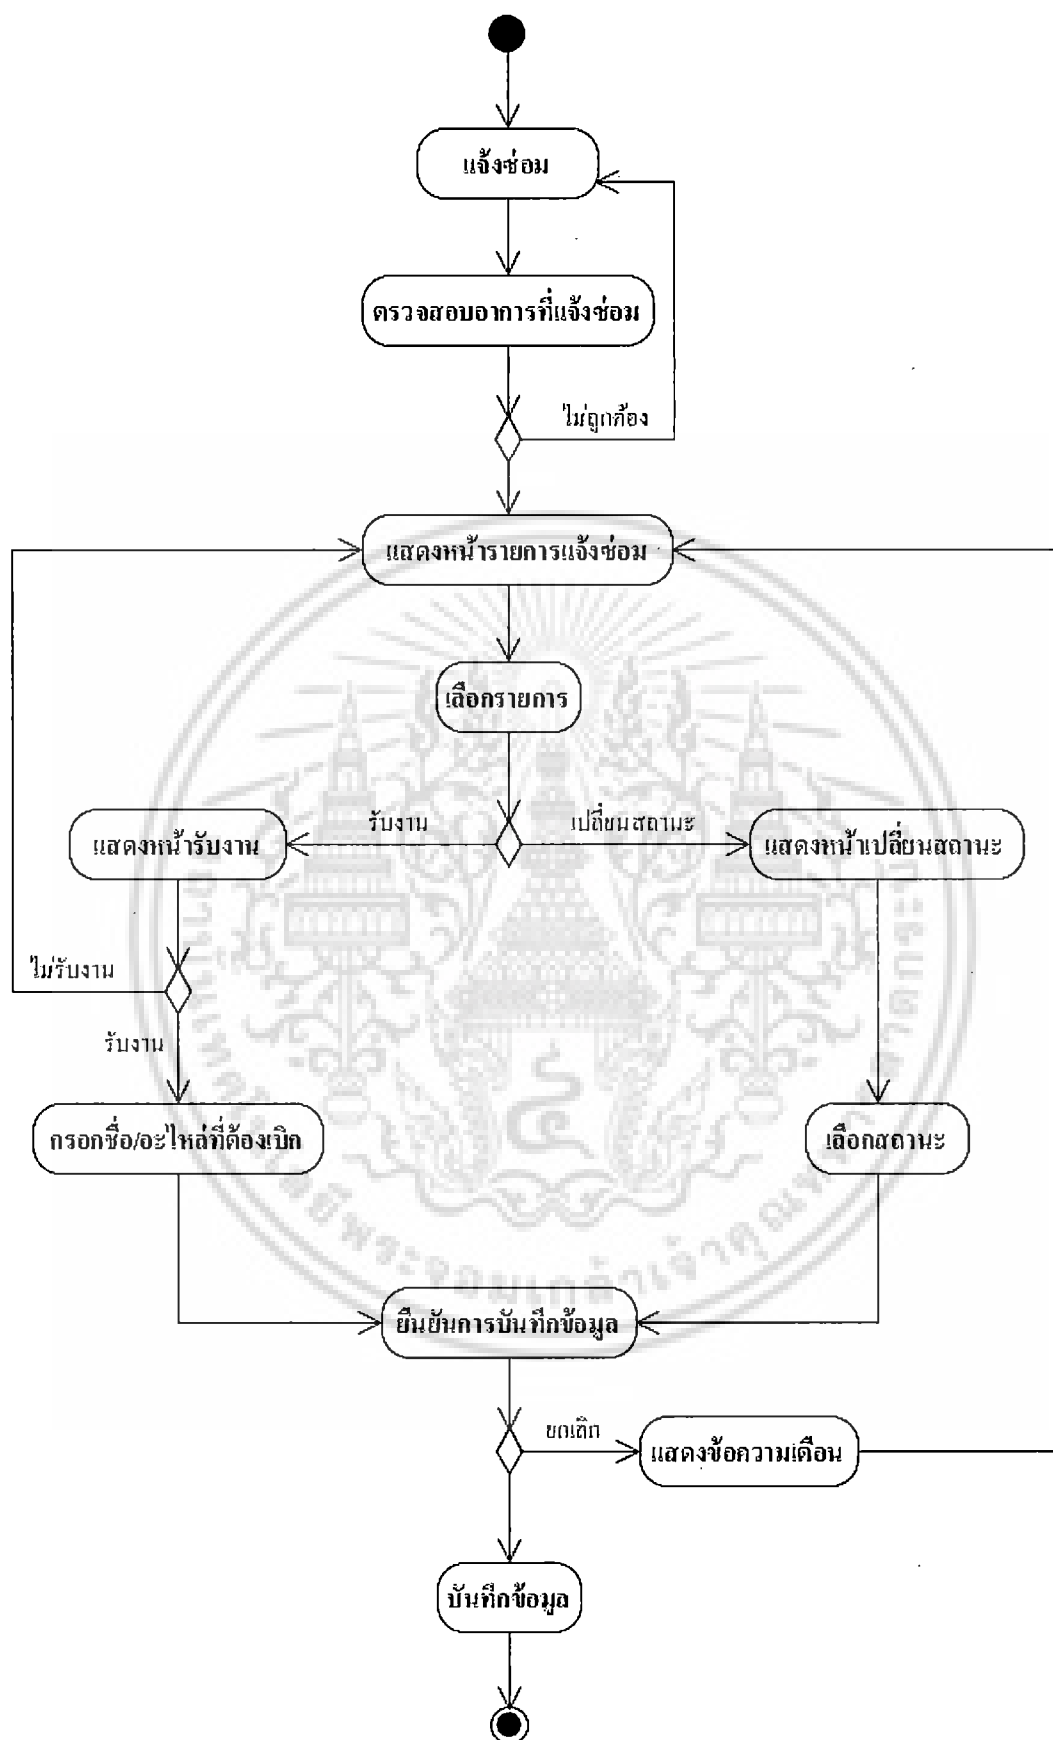 แจ้งซ่อม
ตรวจสอบอาการที่แจ้งซ่อม
ไม่ถูกต้อง
แสดงหน้ารายการแจ้งซ่อม
เลือกรายการ
รับงาน
เปลี่ยนสถานะ
แสดงหน้ารับงาน
แสดงหน้าเปลี่ยนสถานะ
ไม่รับงาน
รับงาน
กรอกชื่อ/อะไหล่ที่ต้องเบิก
เลือกสถานะ
ยืนยันการบันทึกข้อมูล
ยกเลิก
แสดงข้อความเตือน
บันทึกข้อมูล